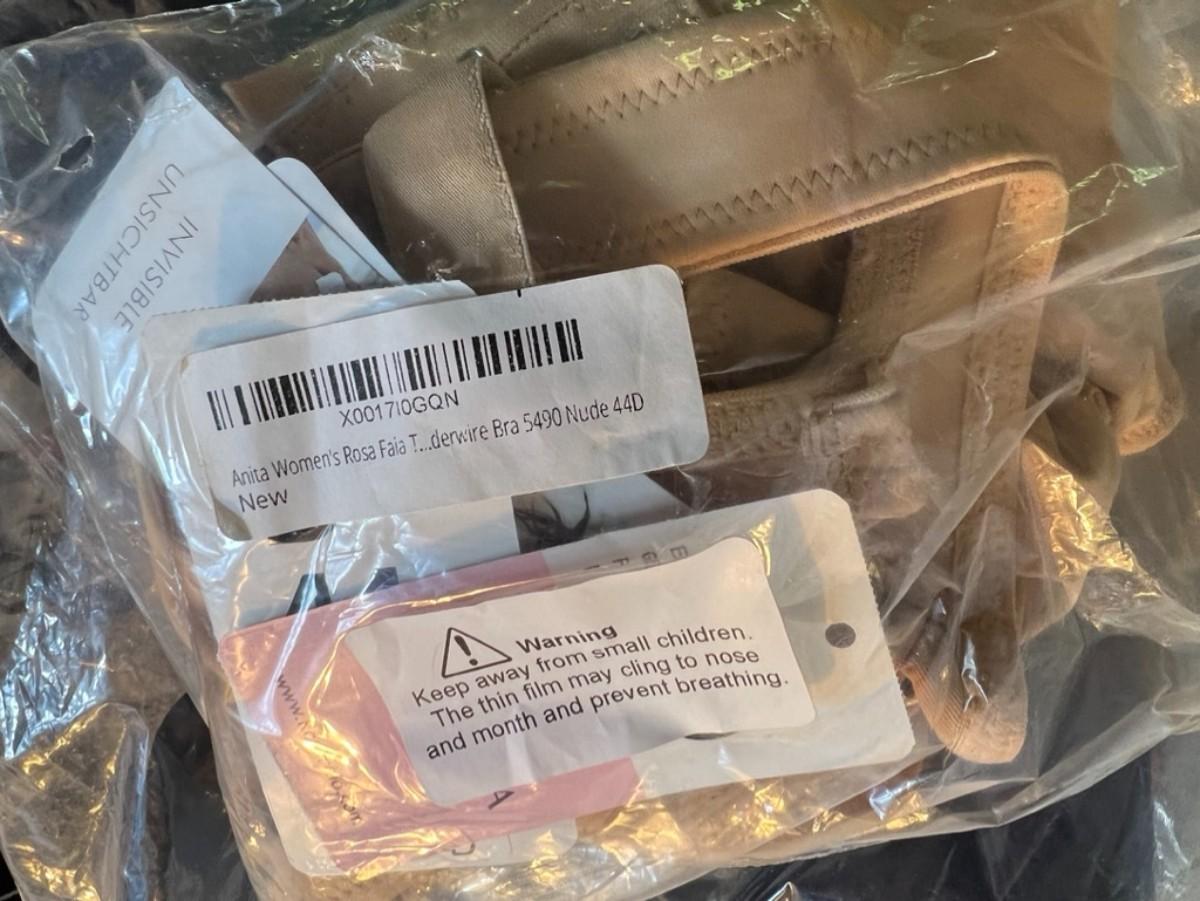 INVISIBLE
UNSICHTBAR
X0017I0GQN
Anita Women's Rosa Faia T...derwire Bra 5490 Nude 44D
New
Warning
Keep away from small children.
The thin film may cling to nose
and month and prevent breathing.